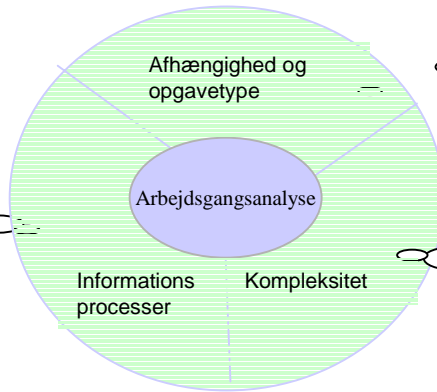 Afhængighed og
opgavetype
Arbejdsgangsanalyse
Informations
processer
Kompleksitet